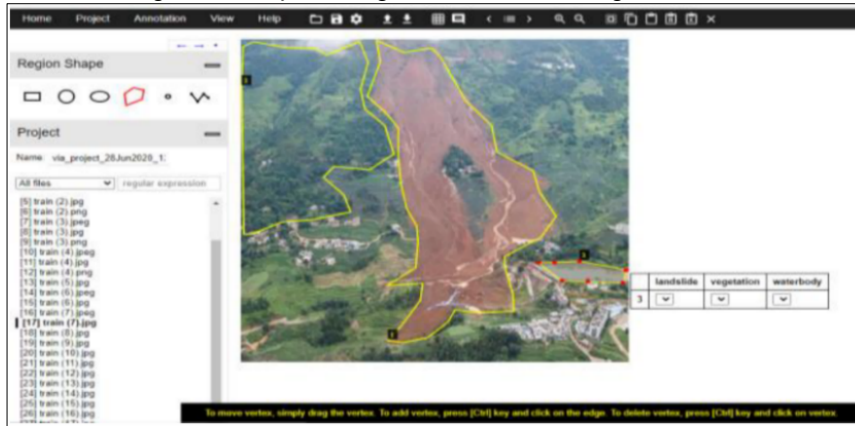 Home Project Annotation View Help
Region Shape
Project
Name: via_project_28Jun2020_1:
All files regular expression
[5] train (2).jpg
[6] train (2).png
[7] train (3).jpeg
[8] train (3).jpg
[9] train (3).png
[10] train (4).jpeg
[11] train (4).jpg
[12] train (4).png
[13] train (5).jpg
[14] train (6).jpeg
[15] train (6).jpg
[16] train (7).jpeg
[17] train (7).jpg
[18] train (8).jpg
[19] train (9).jpg
[20] train (10).jpg
[21] train (11).jpg
[22] train (12).jpg
[23] train (13).jpg
[24] train (14).jpg
[25] train (15).jpg
[26] train (16).jpg
landslide vegetation waterbody
3
To move vertex, simply drag the vertex. To add vertex, press [Ctrl] key and click on the edge. To delete vertex, press [Ctrl] key and click on vertex.